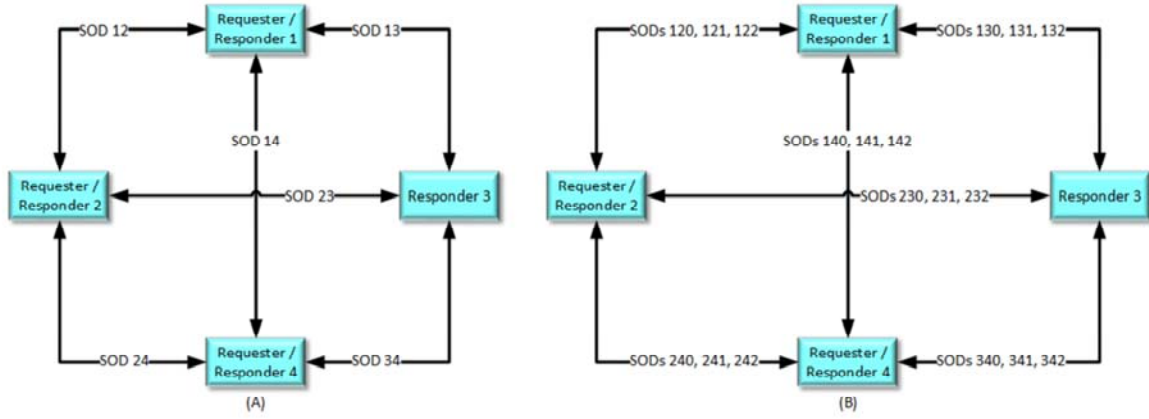 Requester /
Responder 1
SOD 12
SOD 13
SOD 14
Requester /
Responder 2
SOD 23
Responder 3
SOD 24
Requester /
Responder 4
SOD 34
(A)
Requester /
Responder 1
SODs 120, 121, 122
SODs 130, 131, 132
SODs 140, 141, 142
Requester /
Responder 2
SODs 230, 231, 232
Responder 3
SODs 240, 241, 242
Requester /
Responder 4
SODs 340, 341, 342
(B)